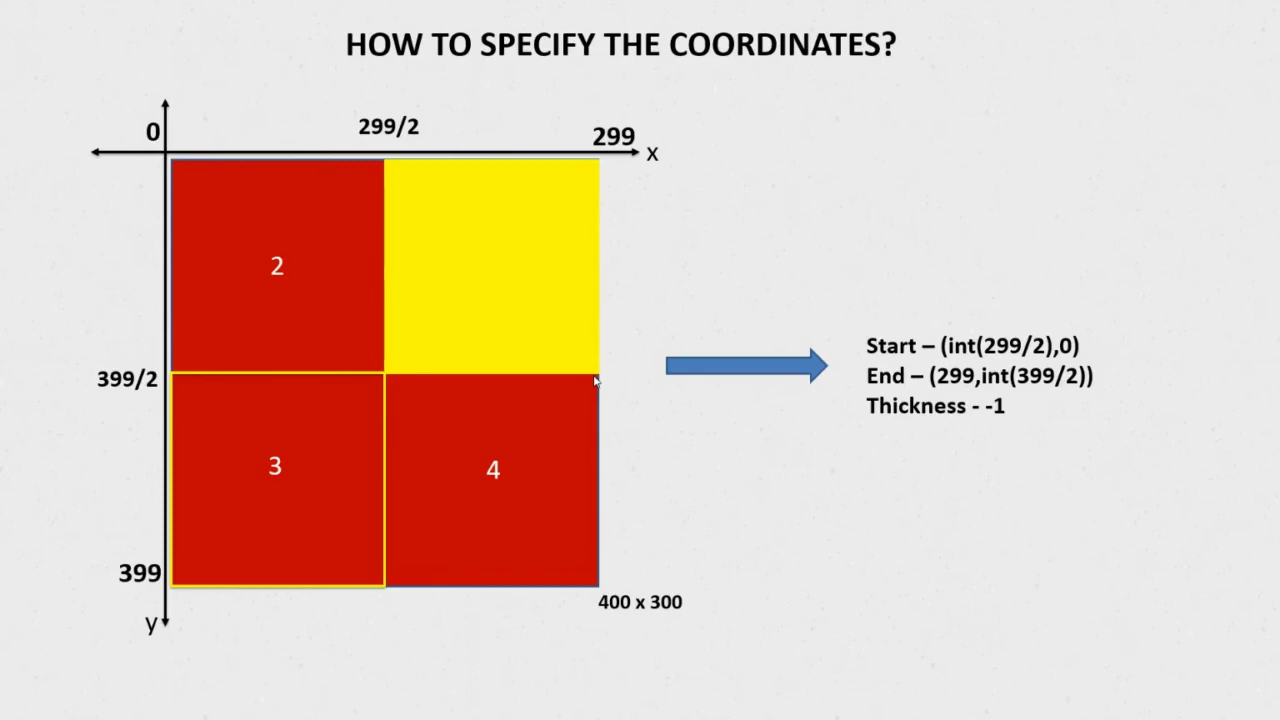 HOW TO SPECIFY THE COORDINATES?
0
299/2
299
x
2
399/2
3
4
399
400 x 300
y
Start – (int(299/2),0)
End – (299,int(399/2))
Thickness - -1